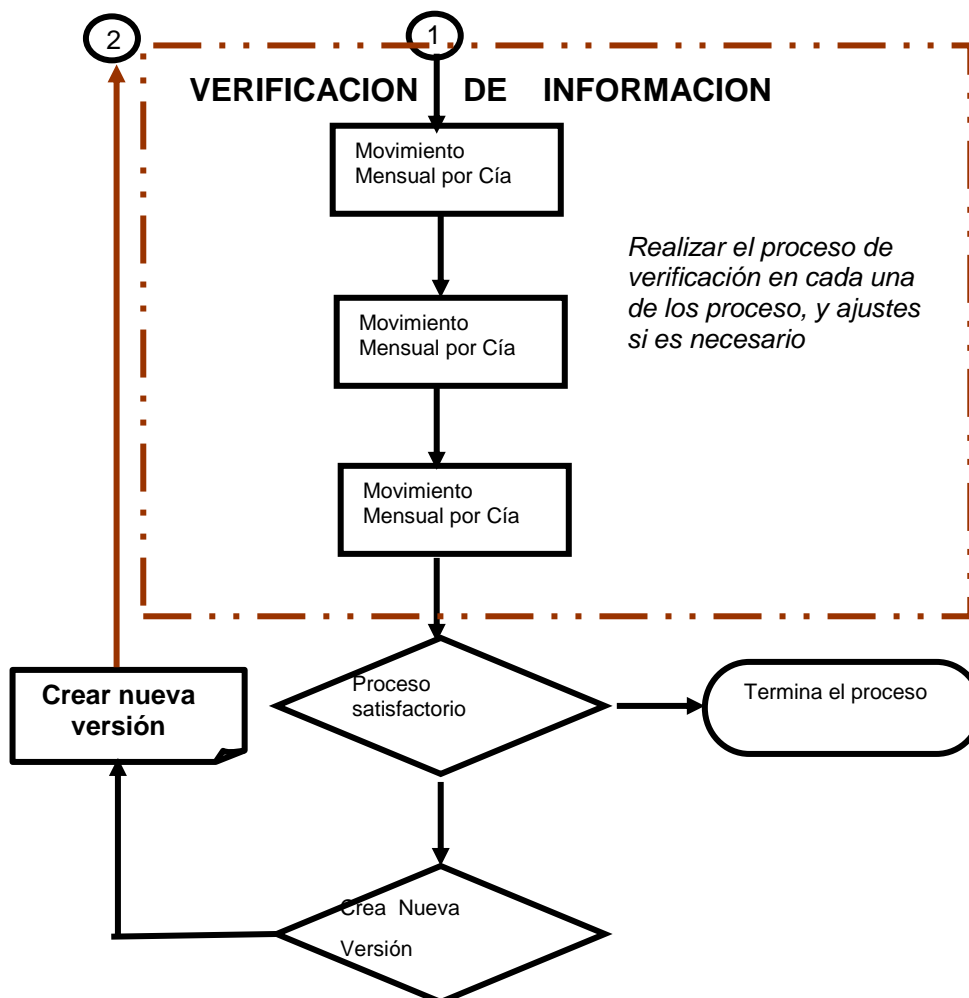 2
1
VERIFICACION DE INFORMACION
Movimiento
Mensual por Cía
Realizar el proceso de
verificación en cada una
de los proceso, y ajustes
si es necesario
Movimiento
Mensual por Cía
Movimiento
Mensual por Cía
Crear nueva
versión
Proceso
satisfactorio
Termina el proceso
Crea Nueva
Versión